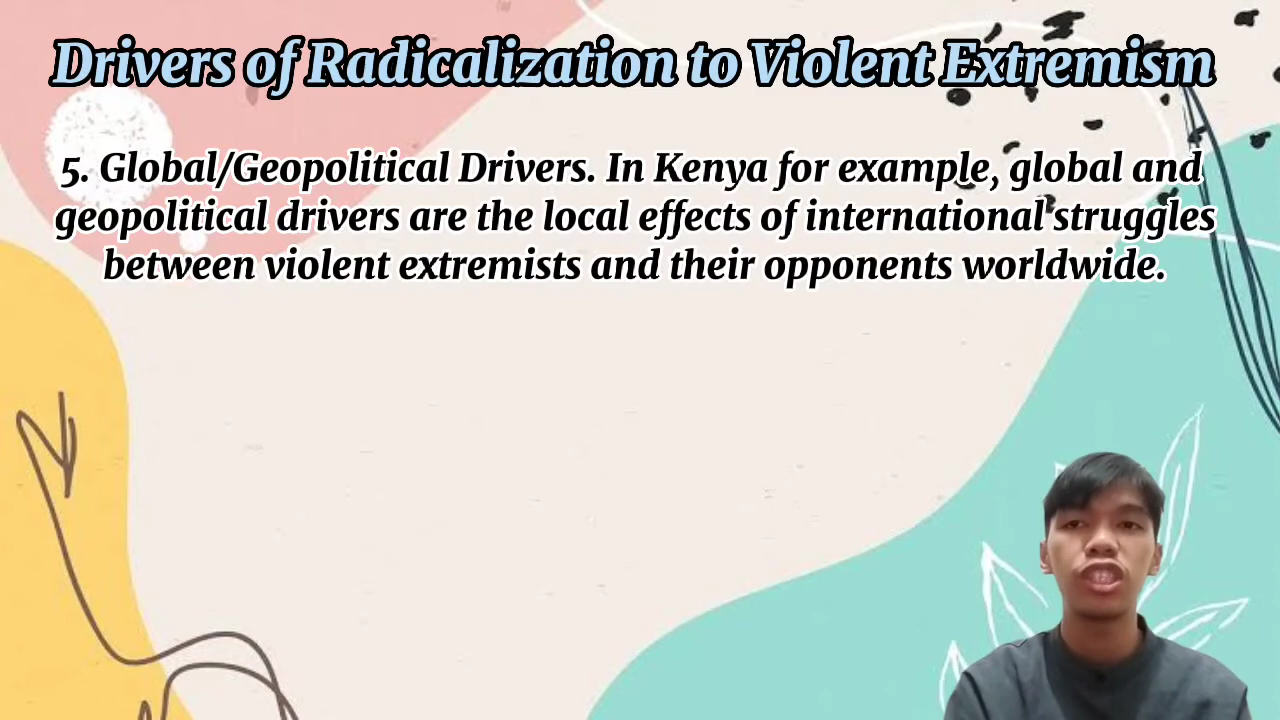 Drivers of Radicalization to Violent Extremism
5. Global/Geopolitical Drivers. In Kenya for example, global and
geopolitical drivers are the local effects of international struggles
between violent extremists and their opponents worldwide.